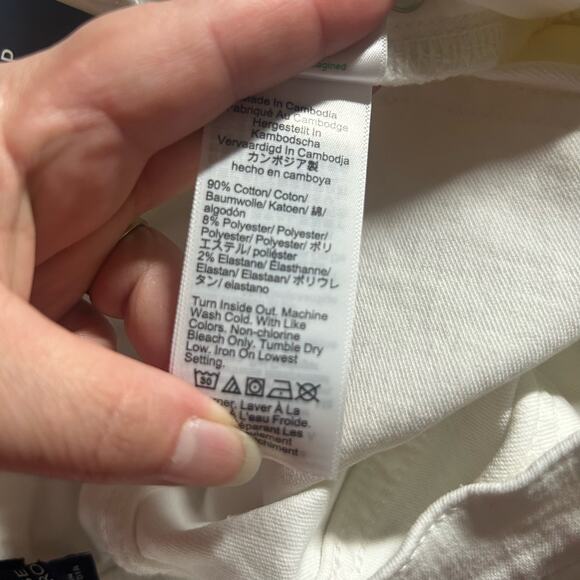 imagined
Made In Cambodia
Fabriqué Au Cambodge
Hergestellt In
Kambodscha
Vervaardigd In Cambodja
カンボジア製
hecho en camboya
90% Cotton/ Coton/
Baumwolle/ Katoen/ 綿/
algodón
8% Polyester/ Polyester/
Polyester/ Polyester/ ポリ
エステル/ poliéster
2% Elastane/ Élasthanne/
Elastan/ Elastaan/ ポリウレ
タン/ elastano
Turn Inside Out. Machine
Wash Cold. With Like
Colors. Non-chlorine
Bleach Only. Tumble Dry
Low. Iron On Lowest
Setting.
30
Laver À La
À L'eau Froide.
Séparant Les